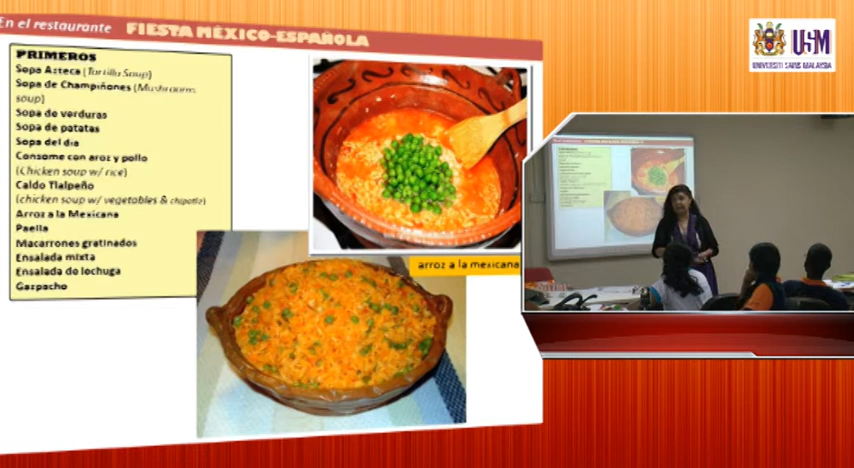 En el restaurante FIESTA MÉXICO-ESPAÑOLA
PRIMEROS
Sopa Azteca (Tortilla Soup)
Sopa de Champiñones (Mushrooms
soup)
Sopa de verduras
Sopa de patatas
Sopa del dia
Consome con aroz y pollo
(Chicken soup w/ rice)
Caldo Tlalpeño
(chicken soup w/ vegetables & chipotle)
Arroz a la Mexicana
Paella
Macarrones gratinados
Ensalada mixta
Ensalada de lechuga
Gazpacho
arroz a la mexicana
USM
UNIVERSITI SAINS MALAYSIA